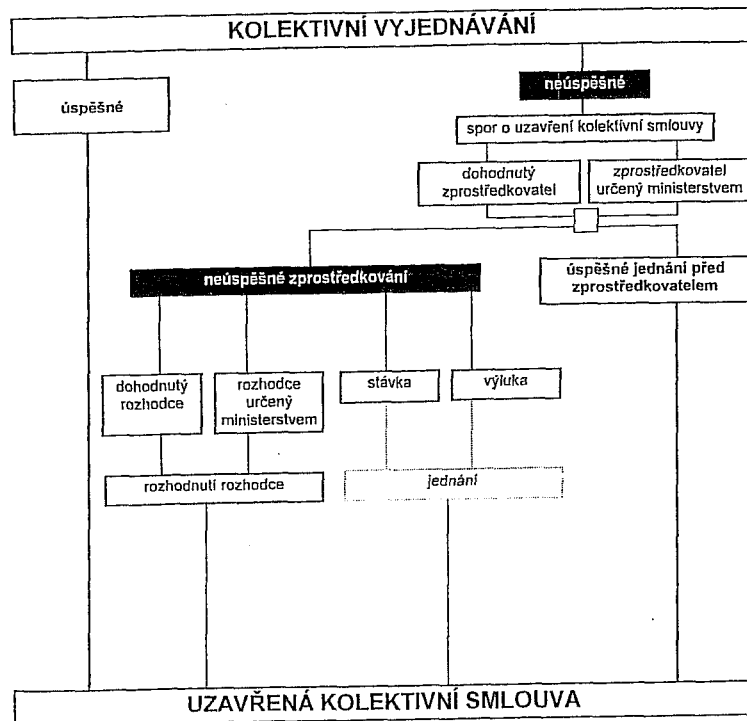 KOLEKTIVNÍ VYJEDNÁVÁNÍ
úspěšné
neúspěšné
spor o uzavření kolektivní smlouvy
dohodnutý
zprostředkovatel
zprostředkovatel
určený ministerstvem
neúspěšné zprostředkování
úspěšné jednání před
zprostředkovatelem
dohodnutý
rozhodce
rozhodce
určený
ministerstvem
stávka
výluka
rozhodnutí rozhodce
jednání
UZAVŘENÁ KOLEKTIVNÍ SMLOUVA